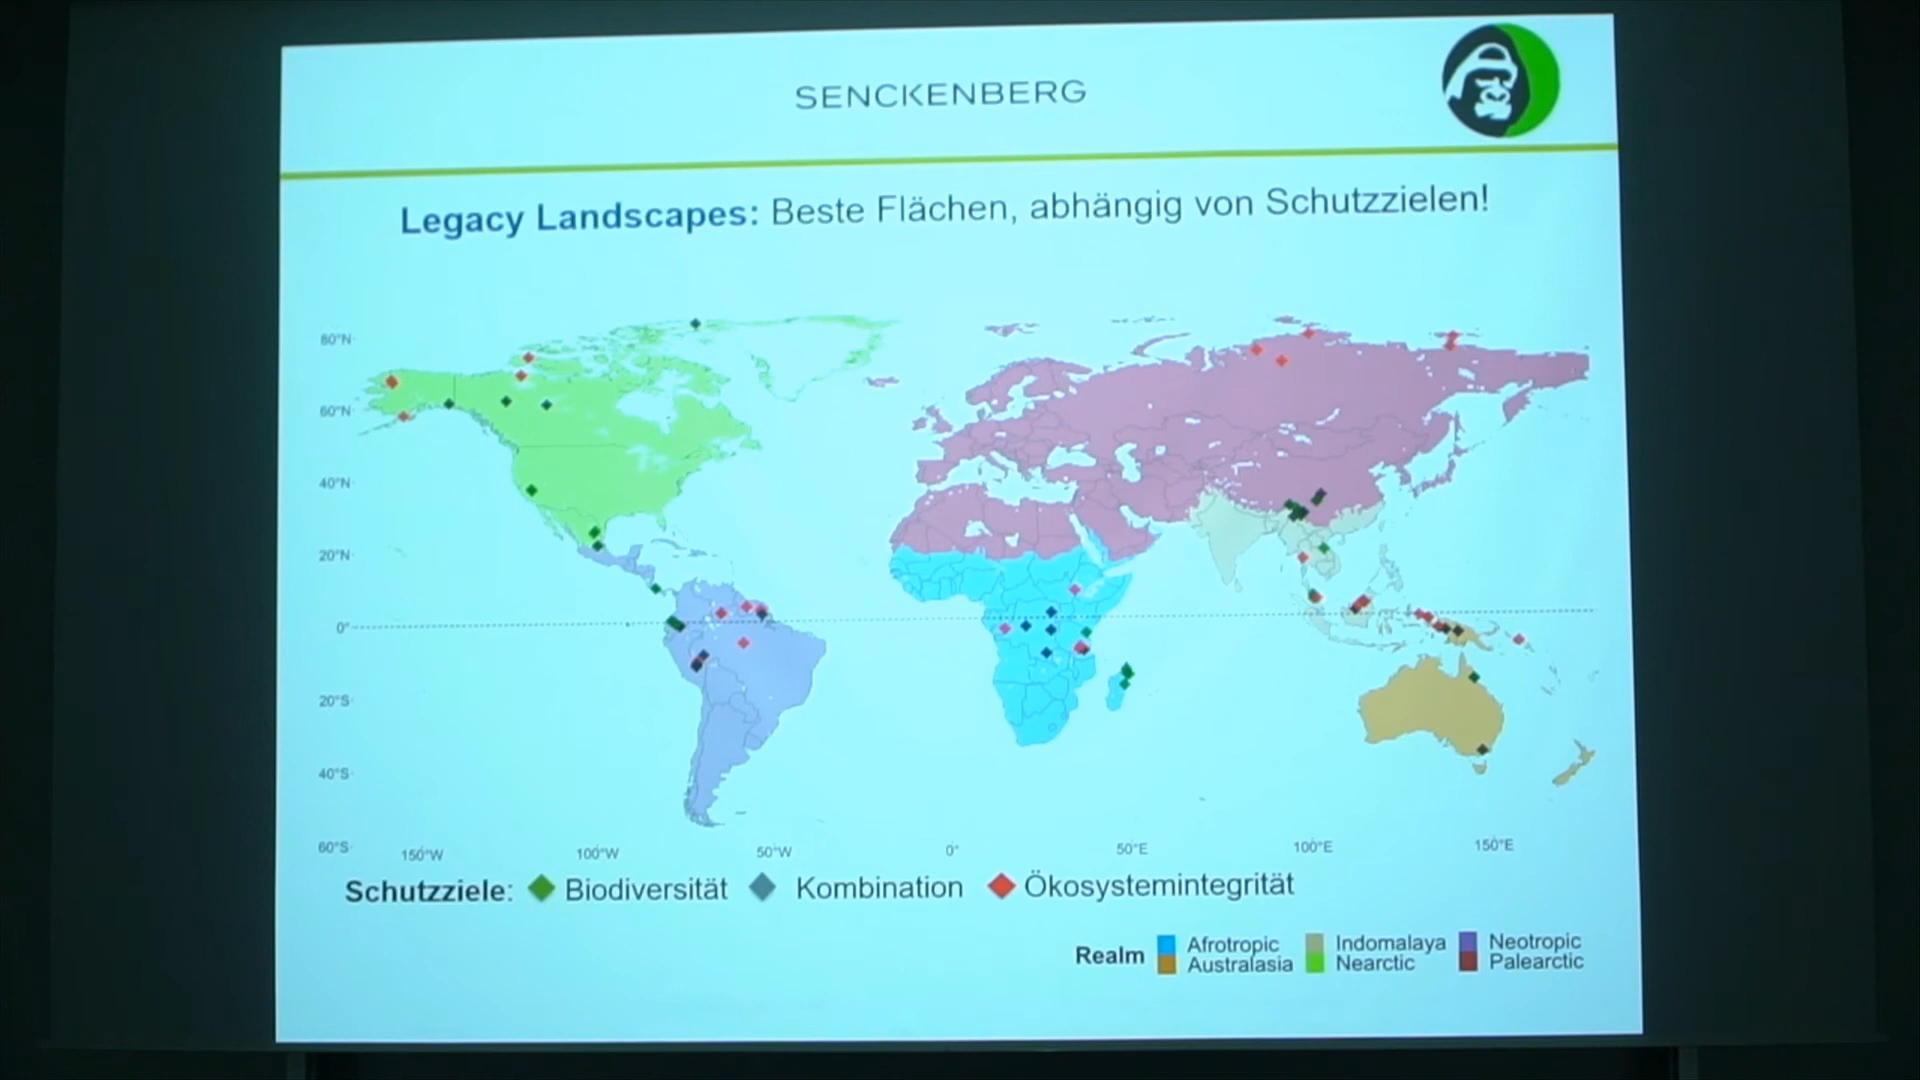 SENCKENBERG
Legacy Landscapes: Beste Flächen, abhängig von Schutzzielen!
80°N
60°N
40°N
20°N
0°
20°S
40°S
60°S
150°W 100°W 50°W 0° 50°E 100°E 150°E
Schutzziele: Biodiversität Kombination Ökosystemintegrität
Realm Afrotropic Indomalaya Neotropic
Australasia Nearctic Palearctic